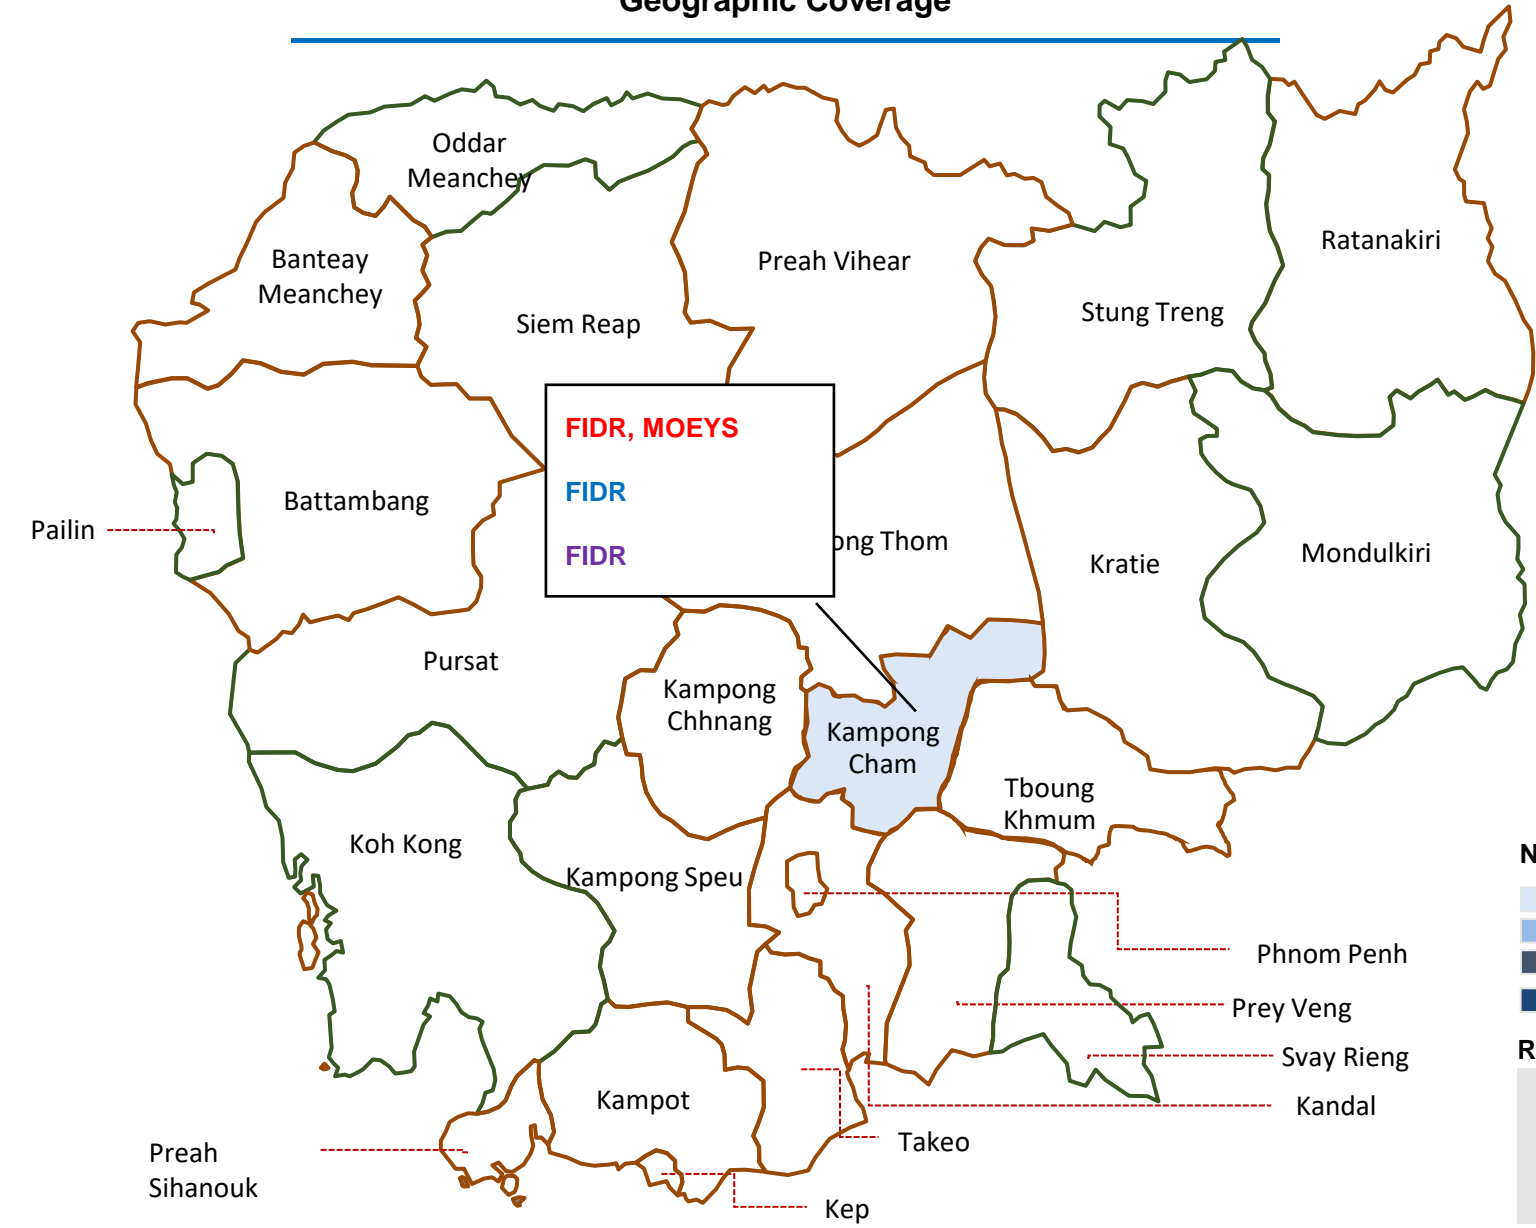 Geographic Coverage
Oddar
Meanchey
Banteay
Meanchey
Siem Reap
Preah Vihear
Stung Treng
Ratanakiri
FIDR, MOEYS
FIDR
FIDR
Battambang
Pailin
ong Thom
Kratie
Mondulkiri
Pursat
Kampong
Chhnang
Kampong
Cham
Tboung
Khmum
Koh Kong
Kampong Speu
N
Phnom Penh
Prey Veng
R
Svay Rieng
Kampot
Kandal
Takeo
Preah
Sihanouk
Kep